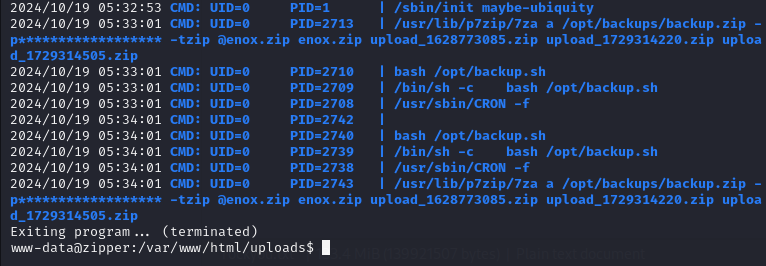 2024/10/19 05:32:53 CMD: UID=0 PID=1 | /sbin/init maybe-ubiquity
2024/10/19 05:33:01 CMD: UID=0 PID=2713 | /usr/lib/p7zip/7za a /opt/backups/backup.zip -
p****************** -tzip @enox.zip enox.zip upload_1628773085.zip upload_1729314220.zip uploa
d_1729314505.zip
2024/10/19 05:33:01 CMD: UID=0 PID=2710 | bash /opt/backup.sh
2024/10/19 05:33:01 CMD: UID=0 PID=2709 | /bin/sh -c bash /opt/backup.sh
2024/10/19 05:33:01 CMD: UID=0 PID=2708 | /usr/sbin/CRON -f
2024/10/19 05:34:01 CMD: UID=0 PID=2742 |
2024/10/19 05:34:01 CMD: UID=0 PID=2740 | bash /opt/backup.sh
2024/10/19 05:34:01 CMD: UID=0 PID=2739 | /bin/sh -c bash /opt/backup.sh
2024/10/19 05:34:01 CMD: UID=0 PID=2738 | /usr/sbin/CRON -f
2024/10/19 05:34:01 CMD: UID=0 PID=2743 | /usr/lib/p7zip/7za a /opt/backups/backup.zip -
p****************** -tzip @enox.zip enox.zip upload_1628773085.zip upload_1729314220.zip uploa
d_1729314505.zip
Exiting program... (terminated)
www-data@zipper:/var/www/html/uploads$